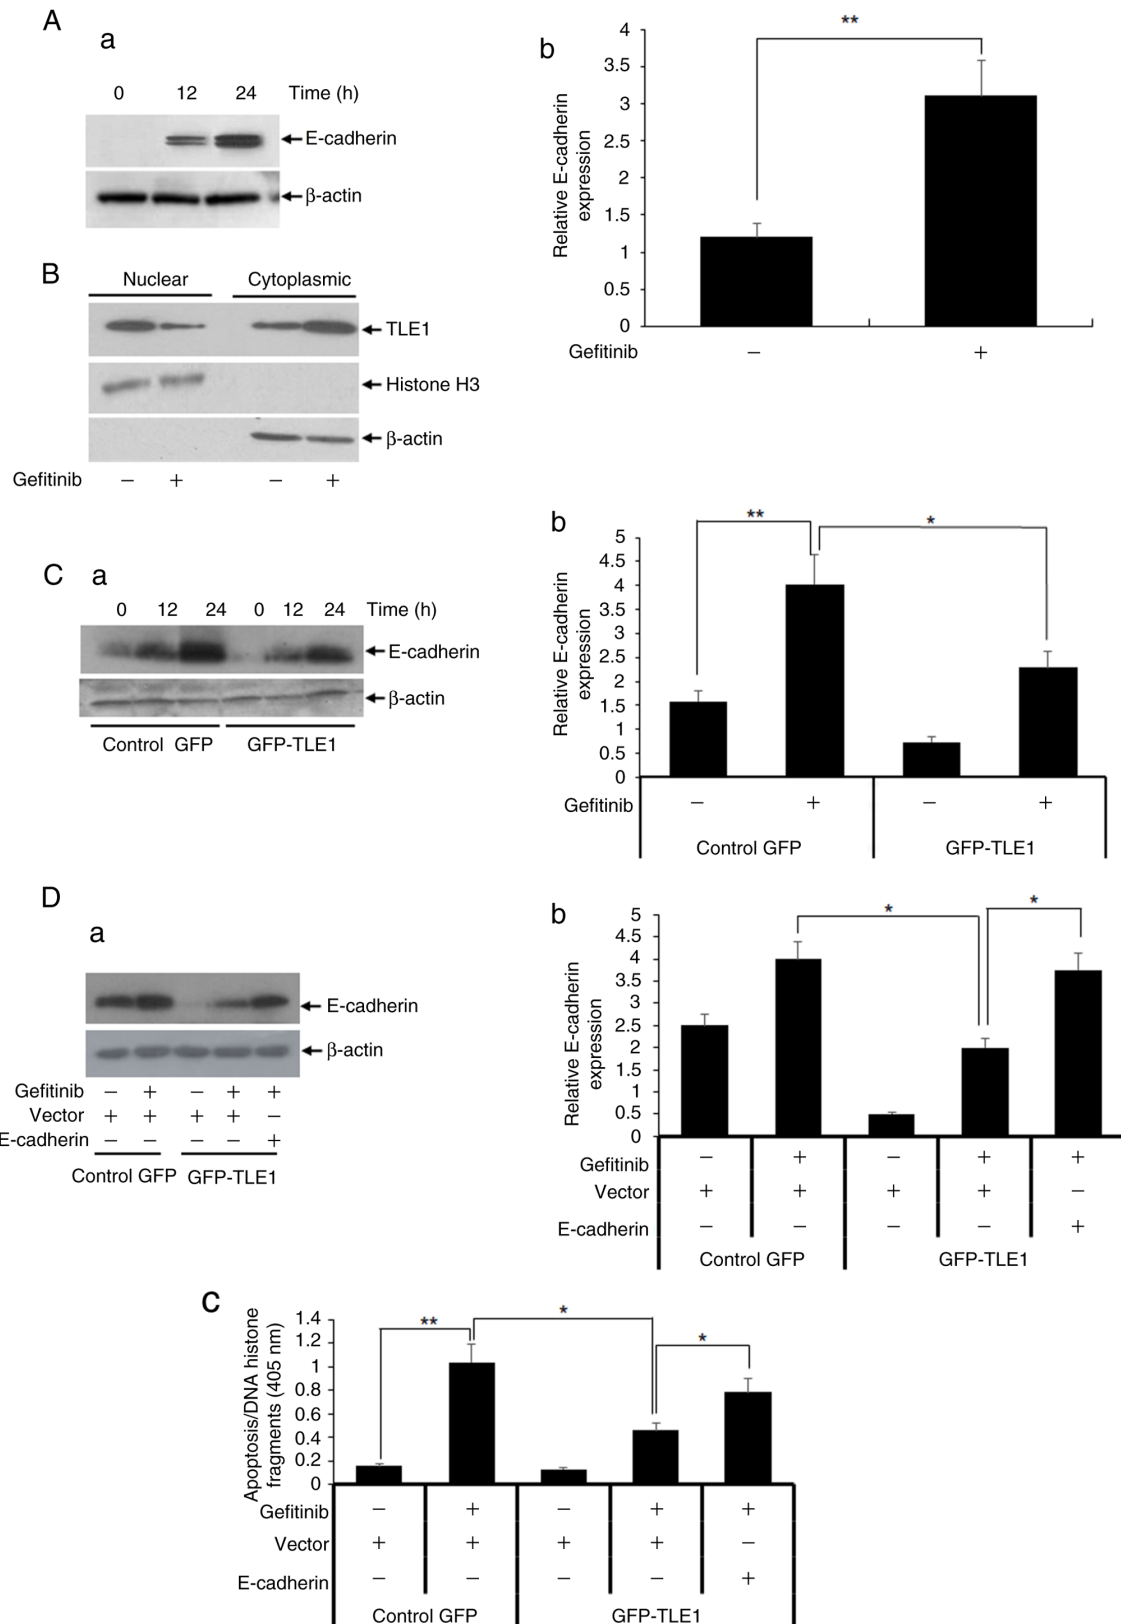 A
a
0 12 24 Time (h)
E-cadherin
β-actin
b
**
Relative E-cadherin
expression
4
3.5
3
2.5
2
1.5
1
0.5
0
Gefitinib − +
B
Nuclear Cytoplasmic
TLE1
Histone H3
β-actin
Gefitinib − + − +
C
a
0 12 24 0 12 24 Time (h)
E-cadherin
β-actin
Control GFP GFP-TLE1
b
** *
Relative E-cadherin
expression
5
4.5
4
3.5
3
2.5
2
1.5
1
0.5
0
Gefitinib − + − +
Control GFP GFP-TLE1
D
a
E-cadherin
β-actin
Gefitinib − + − + +
Vector + + + + −
E-cadherin − − − − +
Control GFP GFP-TLE1
b
* *
Relative E-cadherin
expression
5
4.5
4
3.5
3
2.5
2
1.5
1
0.5
0
Gefitinib − + − + +
Vector + + + + −
E-cadherin − − − − +
Control GFP GFP-TLE1
c
** * *
Apoptosis/DNA histone
fragments (405 nm)
1.4
1.2
1
0.8
0.6
0.4
0.2
0
Gefitinib − + − + +
Vector + + + + −
E-cadherin − − − − +
Control GFP GFP-TLE1